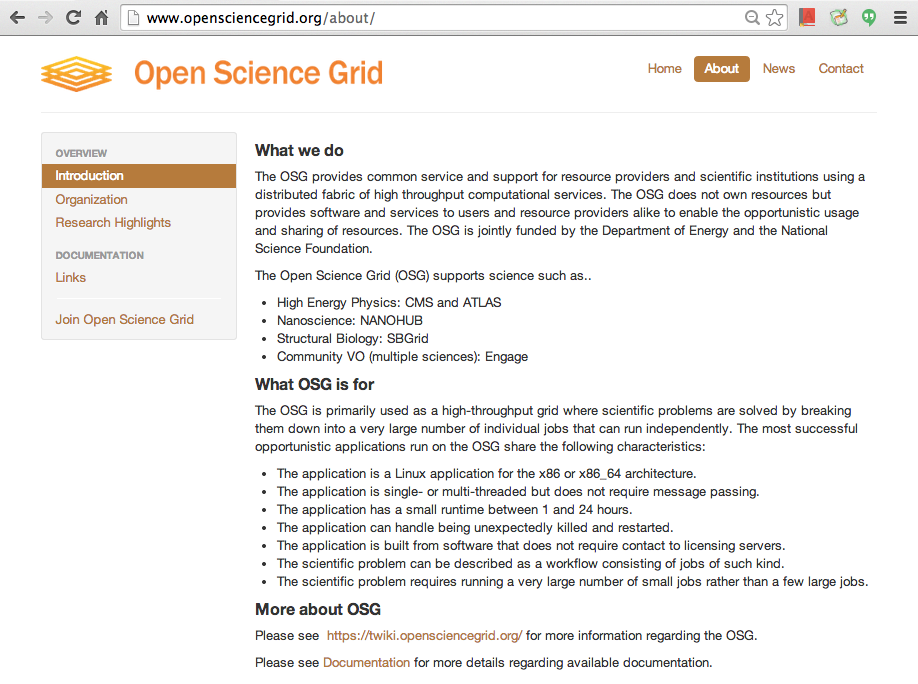 www.opensciencegrid.org/about/
Open Science Grid
Home About News Contact
OVERVIEW
Introduction
Organization
Research Highlights
DOCUMENTATION
Links
Join Open Science Grid
What we do
The OSG provides common service and support for resource providers and scientific institutions using a
distributed fabric of high throughput computational services. The OSG does not own resources but
provides software and services to users and resource providers alike to enable the opportunistic usage
and sharing of resources. The OSG is jointly funded by the Department of Energy and the National
Science Foundation.
The Open Science Grid (OSG) supports science such as..
• High Energy Physics: CMS and ATLAS
• Nanoscience: NANOHUB
• Structural Biology: SBGrid
• Community VO (multiple sciences): Engage
What OSG is for
The OSG is primarily used as a high-throughput grid where scientific problems are solved by breaking
them down into a very large number of individual jobs that can run independently. The most successful
opportunistic applications run on the OSG share the following characteristics:
• The application is a Linux application for the x86 or x86_64 architecture.
• The application is single- or multi-threaded but does not require message passing.
• The application has a small runtime between 1 and 24 hours.
• The application can handle being unexpectedly killed and restarted.
• The application is built from software that does not require contact to licensing servers.
• The scientific problem can be described as a workflow consisting of jobs of such kind.
• The scientific problem requires running a very large number of small jobs rather than a few large jobs.
More about OSG
Please see https://twiki.opensciencegrid.org/ for more information regarding the OSG.
Please see Documentation for more details regarding available documentation.